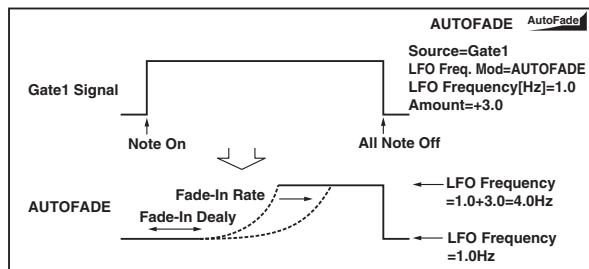 AUTOFADE AutoFade
Source=Gate1
LFO Freq. Mod=AUTOFADE
LFO Frequency[Hz]=1.0
Amount=+3.0
Gate1 Signal
Note On
All Note Off
AUTOFADE
Fade-In Rate
Fade-In Dealy
LFO Frequency
=1.0+3.0=4.0Hz
LFO Frequency
=1.0Hz